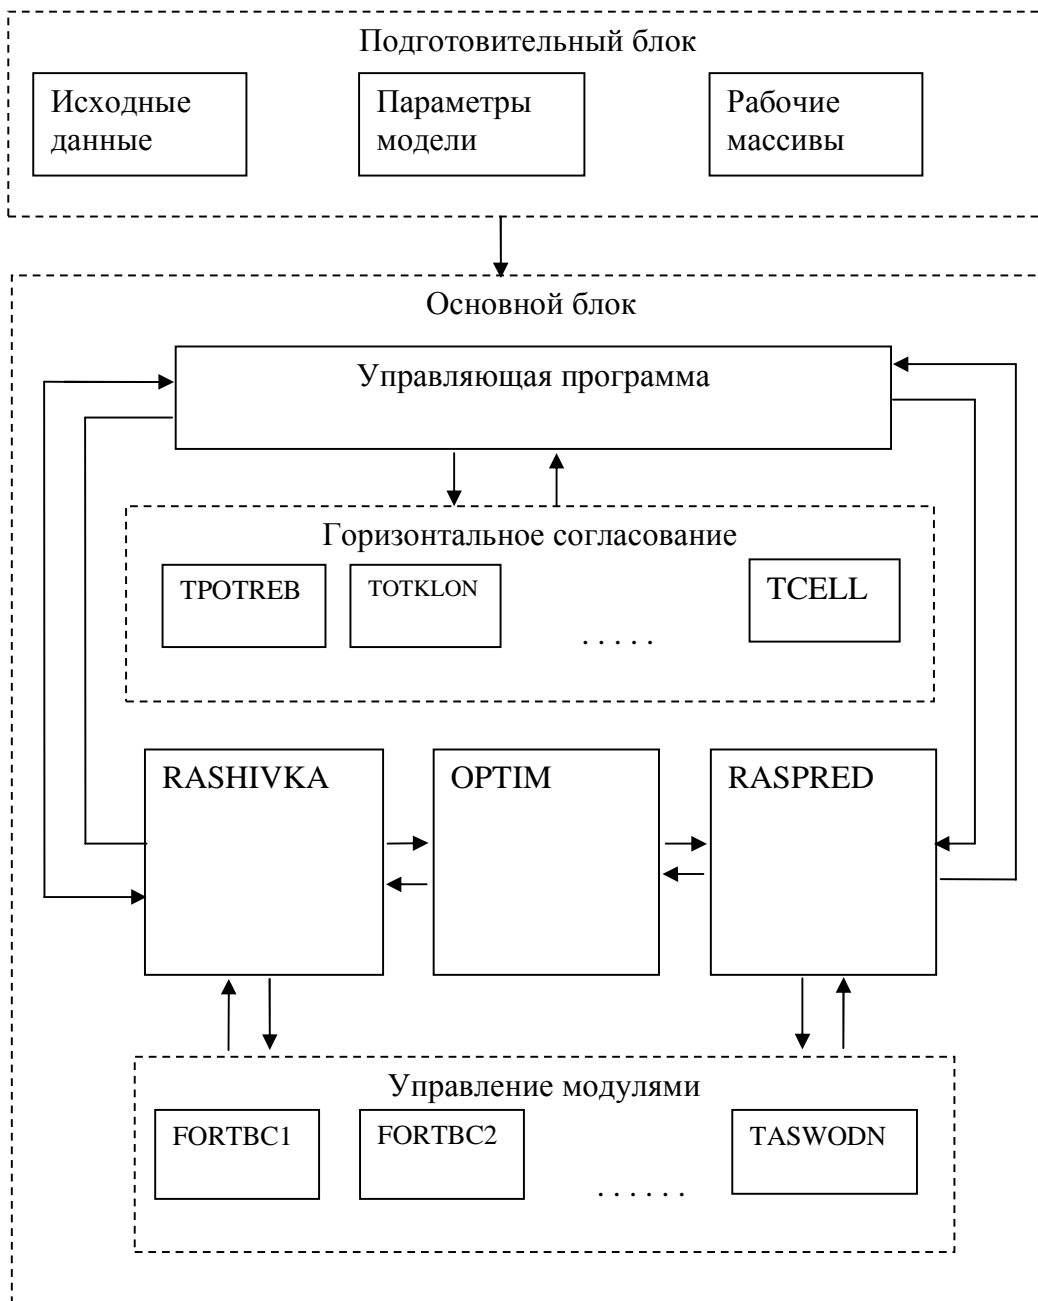 Подготовительный блок
Исходные
данные
Параметры
модели
Рабочие
массивы
Основной блок
Управляющая программа
Горизонтальное согласование
TPOTREB
TOTKLON
. . . . .
TCELL
RASHIVKA
OPTIM
RASPRED
Управление модулями
FORTBC1
FORTBC2
. . . . . .
TASWODN